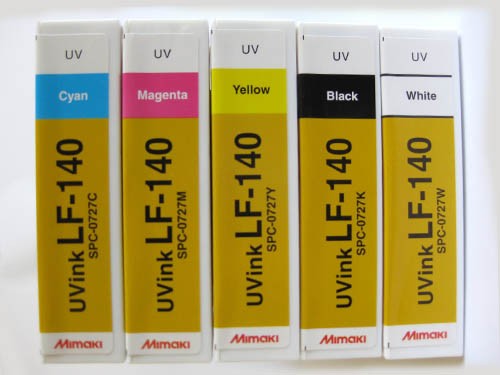 UV
Cyan
UVink LF-140
SPC-0727C
Mimaki
UV
Magenta
UVink LF-140
SPC-0727M
Mimaki
UV
Yellow
UVink LF-140
SPC-0727Y
Mimaki
UV
Black
UVink LF-140
SPC-0727K
Mimaki
UV
White
UVink LF-140
SPC-0727W
Mimaki